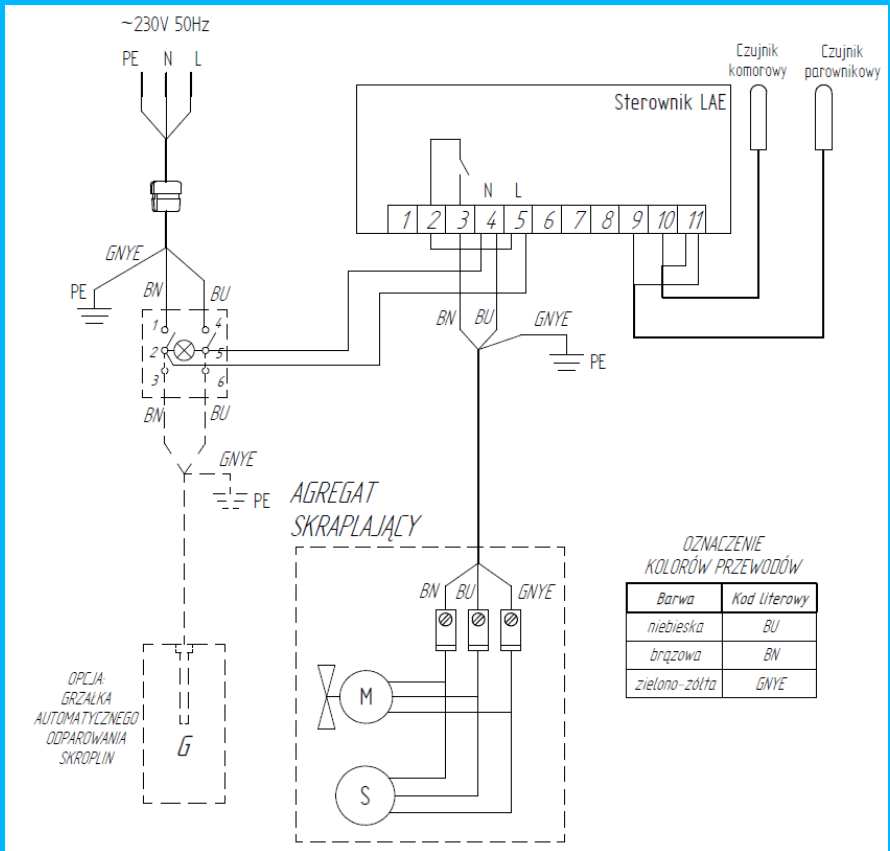 ~230V 50Hz
PE N L
Czujnik
komorowy
Czujnik
parownikowy
Sterownik LAE
N L
1 2 3 4 5 6 7 8 9 10 11
GNYE
PE
BN
BU
1 4
2 5
3 6
BN BU
GNYE
PE
BN BU GNYE
PE
AGREGAT
SKRAPLAJĄCY
BN BU GNYE
M
S
OPCJA:
GRZAŁKA
AUTOMATYCZNEGO
ODPAROWANIA
SKROPLIN
G
OZNACZENIE
KOLORÓW PRZEWODÓW
Barwa Kod literowy
niebieska BU
brązowa BN
zielono-żółta GNYE